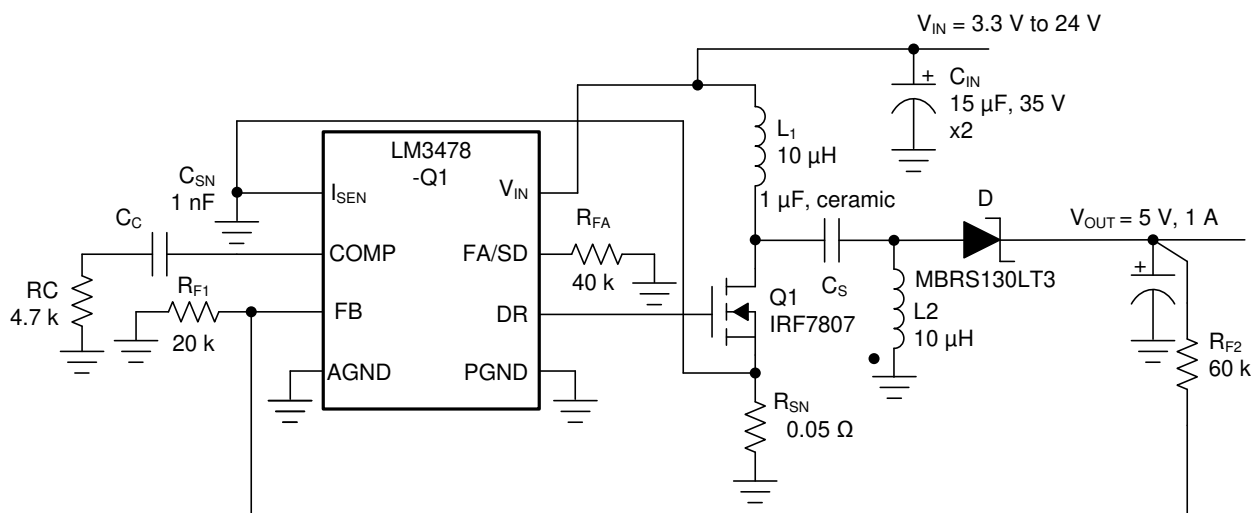 V_IN = 3.3 V to 24 V
C_IN
15 µF, 35 V
x2
LM3478
-Q1
L_1
10 µH
C_SN
1 nF
I_SEN
V_IN
1 µF, ceramic
D
C_C
R_FA
V_OUT = 5 V, 1 A
COMP
FA/SD
40 k
C_S
MBRS130LT3
RC
4.7 k
R_F1
20 k
FB
DR
Q1
IRF7807
L2
10 µH
R_F2
60 k
AGND
PGND
R_SN
0.05 Ω